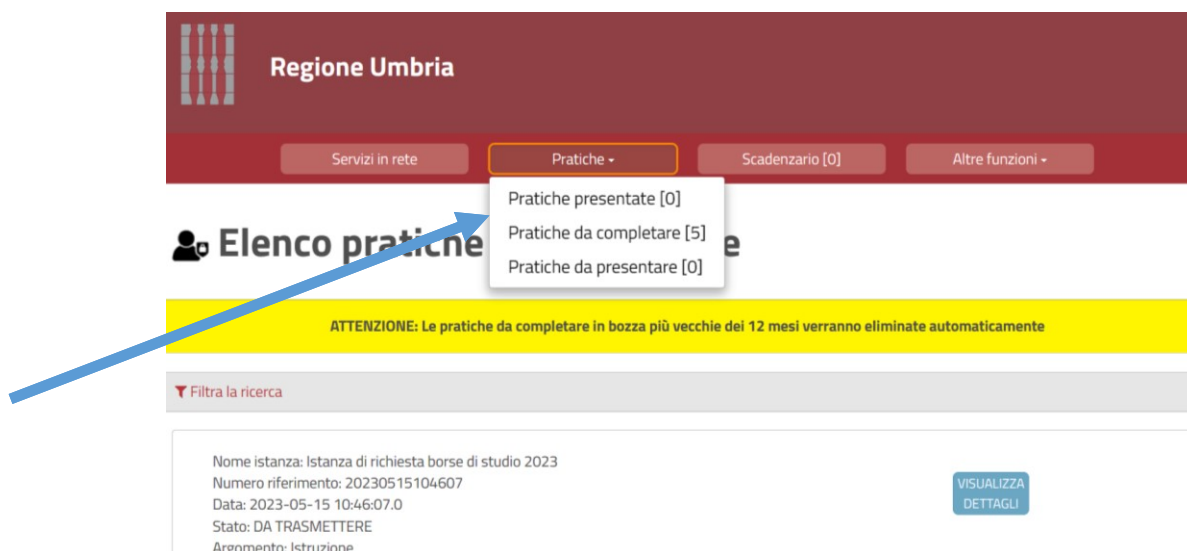 Regione Umbria
Servizi in rete
Pratiche
Scadenzario [0]
Altre funzioni
Pratiche presentate [0]
Pratiche da completare [5]
Pratiche da presentare [0]
Elenco pratiche e
ATTENZIONE: Le pratiche da completare in bozza più vecchie dei 12 mesi verranno eliminate automaticamente
Filtra la ricerca
Nome istanza: Istanza di richiesta borse di studio 2023
Numero riferimento: 20230515104607
Data: 2023-05-15 10:46:07.0
Stato: DA TRASMETTERE
Argomento: Istruzione
VISUALIZZA
DETTAGLI